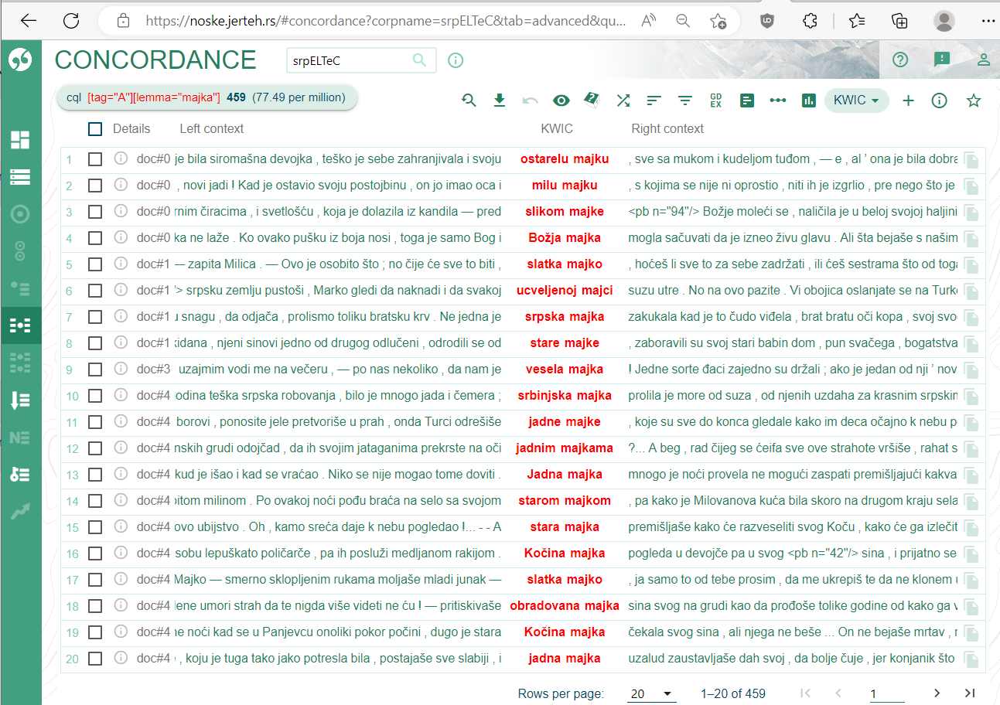 https://noske.jerteh.rs/#concordance?corpname=srpELTeC&tab=advanced&qu...
CONCORDANCE srpELTeC
cql [tag="A"][lemma="majka"] 459 (77.49 per million) GD EX KWIC
Details Left context KWIC Right context
1 doc#0 je bila siromašna devojka , teško je sebe zahranjivala i svoju ostarelu majku , sve sa mukom i kudeljom tuđom , — e , al ’ ona je bila dobra
2 doc#0 , novi jadi ! Kad je ostavio svoju postojbinu , on jo imao oca i milu majku , s kojima se nije ni oprostio , niti ih je izgrlio , pre nego što je
3 doc#0 rnim čiracima , i svetlošću , koja je dolazila iz kandila — pred slikom majke <pb n="94"/> Božje moleći se , naličila je u beloj svojoj haljini
4 doc#0 ka ne laže . Ko ovako pušku iz boja nosi , toga je samo Bog i Božja majka mogla sačuvati da je izneo živu glavu . Ali šta bejaše s našim
5 doc#1 — zapita Milica . — Ovo je osobito što ; no čije će sve to biti , slatka majko , hoćeš li sve to za sebe zadržati , ili ćeš sestrama što od toga
6 doc#1 "> srpsku zemlju pustoši , Marko gledi da naknadi i da svakoj ucveljenoj majci suzu utre . No na ovo pazite . Vi obojica oslanjate se na Turke
7 doc#1 snagu , da odjača , prolismo toliku bratsku krv . Ne jedna je srpska majka zakukala kad je to čudo viđela , brat bratu oči kopa , svoj svo
8 doc#1 kidana , njeni sinovi jedno od drugog odlučeni , odrodili se od stare majke , zaboravili su svoj stari babin dom , pun svačega , bogatstva
9 doc#3 uzajmim vodi me na večeru , — po nas nekoliko , da nam je vesela majka ! Jedne sorte đaci zajedno su držali ; ako je jedan od nji ’ nov
10 doc#4 odina teška srpska robovanja , bilo je mnogo jada i čemera ; srbinjska majka prolila je more od suza , od njenih uzdaha za krasnim srpskim
11 doc#4 borovi , ponosite jele pretvoriše u prah , onda Turci odrešiše jadne majke , koje su sve do konca gledale kako im deca očajno k nebu p
12 doc#4 nskih grudi odojčad , da ih svojim jataganima prekrste na oči jadnim majkama ?... A beg , rad čijeg se ćeifa sve ove strahote vršiše , rahat s
13 doc#4 kud je išao i kad se vraćao . Niko se nije mogao tome doviti . Jadna majka mnogo je noći provela ne mogući zaspati premišljajući kakva
14 doc#4 bitom milinom . Po ovakoj noći pođu braća na selo sa svojom starom majkom , pa kako je Milovanova kuća bila skoro na drugom kraju sela
15 doc#4 ovo ubijstvo . Oh , kamo sreća daje k nebu pogledao !... - - A stara majka premišljaše kako će razveseliti svog Koču , kako će ga izlečit
16 doc#4 sobu lepuškato poličarče , pa ih posluži medljanom rakijom . Kočina majka pogleda u devojče pa u svog <pb n="42"/> sina , i prijatno se
17 doc#4 Majko — smerno sklopljenim rukama moljaše mladi junak — slatka majko , ja samo to od tebe prosim , da me ukrepiš te da ne klonem
18 doc#4 lene umori strah da te nigda više videti ne ću ! — pritiskivaše obradovana majka sina svog na grudi kao da prođoše tolike godine od kako ga v
19 doc#4 ne noći kad se u Panjevcu onoliki pokor počini , dugo je stara Kočina majka čekala svog sina , ali njega ne beše ... On ne bejaše mrtav ,
20 doc#4 , koju je tuga tako jako potresla bila , postajaše sve slabiji , i jadna majka uzalud zaustavljaše dah svoj , da bolje čuje , jer konjanik što
Rows per page: 20 1–20 of 459 1